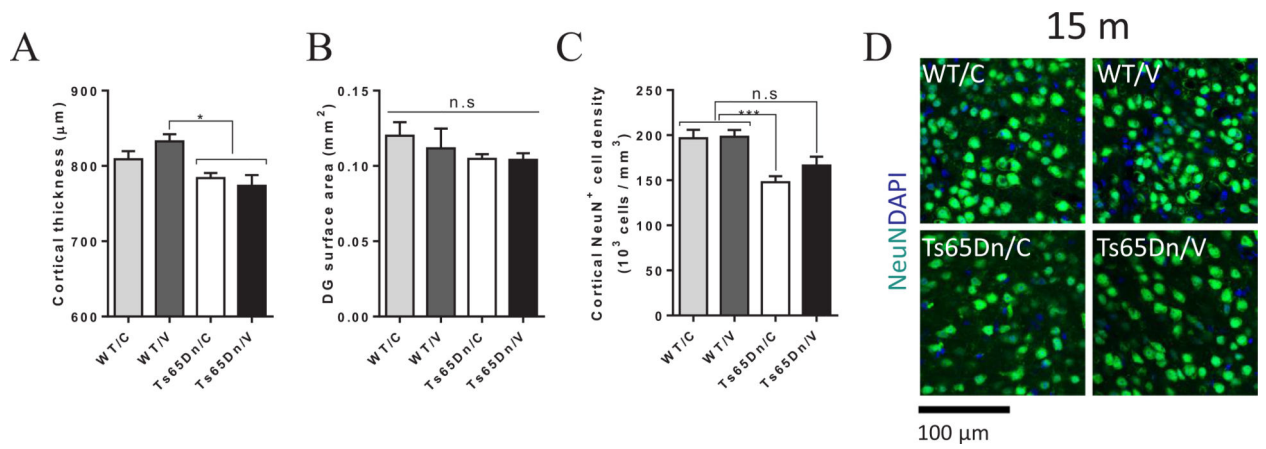 A
Cortical thickness (µm)
900
800
700
600
*
WT/C
WT/V
Ts65Dn/C
Ts65Dn/V
B
DG surface area (mm²)
0.15
0.10
0.05
0.00
n.s
WT/C
WT/V
Ts65Dn/C
Ts65Dn/V
C
Cortical NeuN⁺ cell density
(10³ cells / mm³)
250
200
150
100
50
0
n.s
***
WT/C
WT/V
Ts65Dn/C
Ts65Dn/V
D
15 m
NeuNDAPI
WT/C
WT/V
Ts65Dn/C
Ts65Dn/V
100 µm